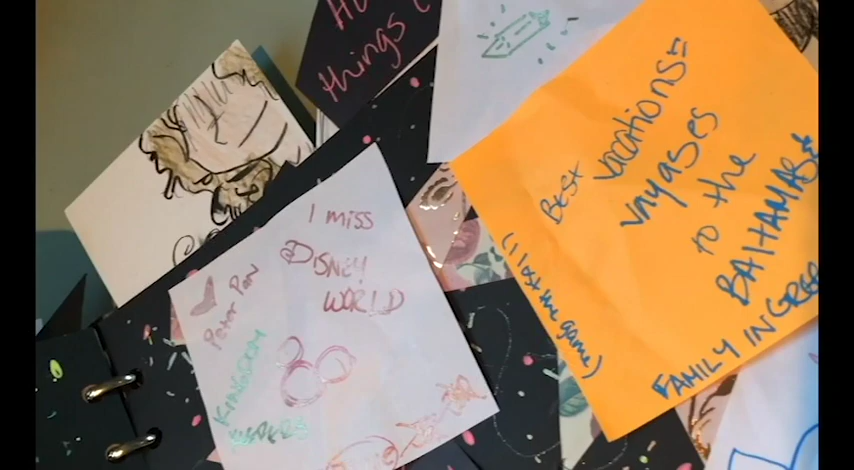 things
I miss
@DISNEY
WORLD
Peter Pan
KINGDOM
KEEPERS
Best vacations=
voyages
to the
BAHAMAS
FAMILY IN GREE
(I lost the game)